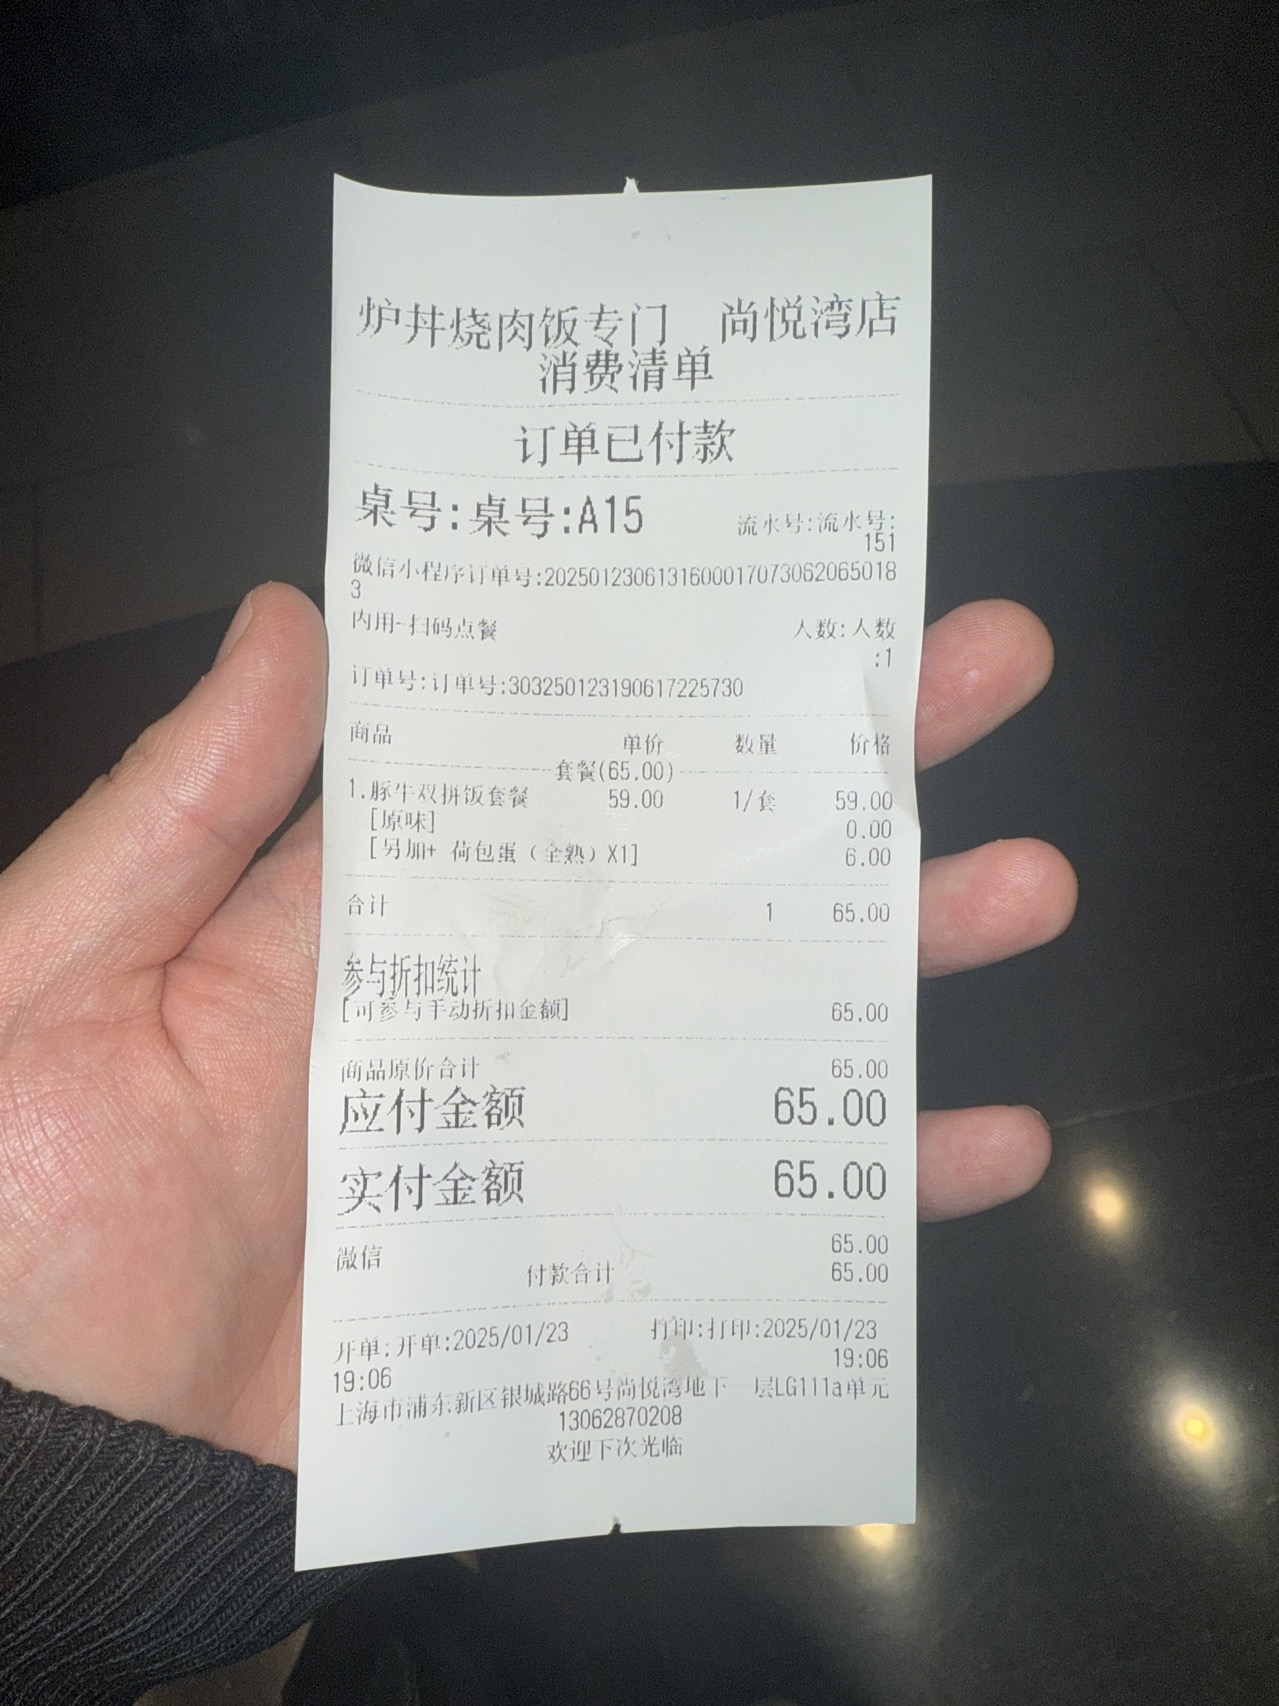 炉丼烧肉饭专门　尚悦湾店
消费清单
订单已付款
桌号:桌号:A15 流水号:流水号:
151
微信小程序订单号:2025012306131600017073062065018
3
内用-扫码点餐 人数:人数
:1
订单号:订单号:303250123190617225730
商品 单价 数量 价格
套餐(65.00)
1.豚牛双拼饭套餐 59.00 1/套 59.00
[原味] 0.00
[另加+ 荷包蛋（全熟）X1] 6.00
合计 1 65.00
参与折扣统计
[可参与手动折扣金额] 65.00
商品原价合计 65.00
应付金额 65.00
实付金额 65.00
微信 65.00
付款合计 65.00
开单:开单:2025/01/23 打印:打印:2025/01/23
19:06 19:06
上海市浦东新区银城路66号尚悦湾地下一层LG111a单元
13062870208
欢迎下次光临